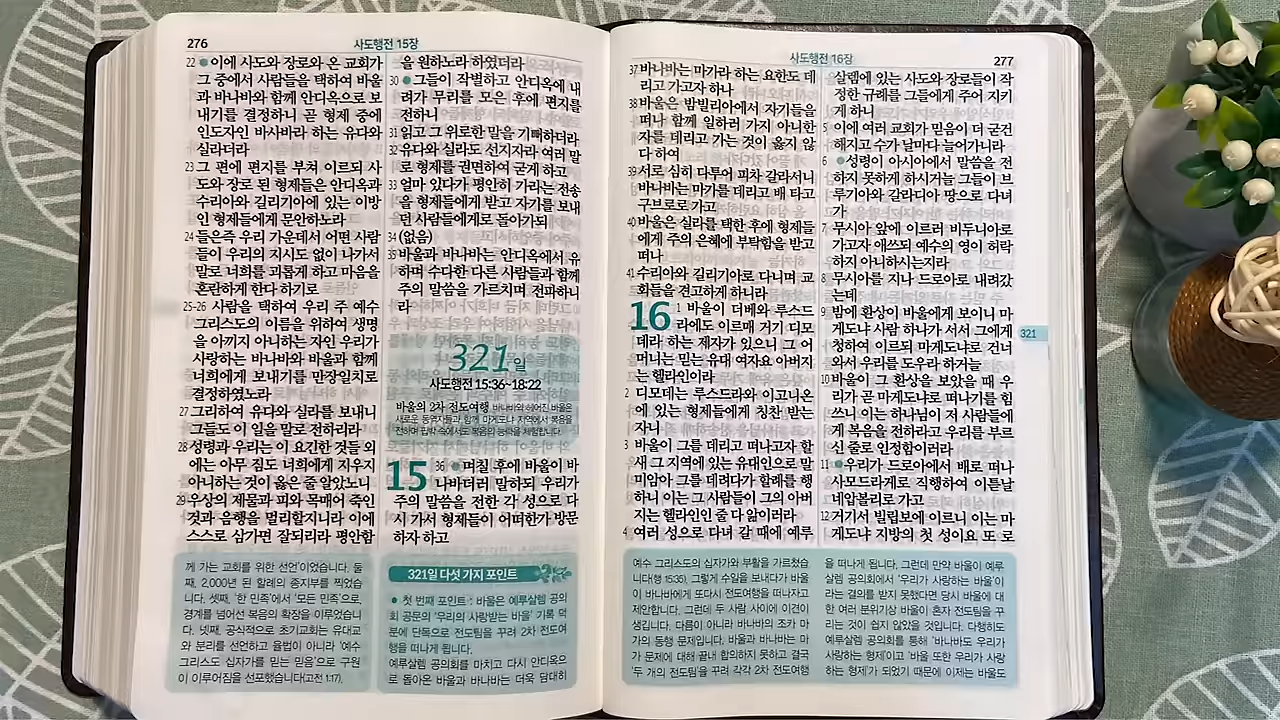 276
사도행전 15장
22 ●이에 사도와 장로와 온 교회가
그 중에서 사람들을 택하여 바울
과 바나바와 함께 안디옥으로 보
내기를 결정하니 곧 형제 중에
인도자인 바사바라 하는 유다와
실라더라
23 그 편에 편지를 부쳐 이르되 사
도와 장로 된 형제들은 안디옥과
수리아와 길리기아에 있는 이방
인 형제들에게 문안하노라
24 들은즉 우리 가운데서 어떤 사람
들이 우리의 지시도 없이 나가서
말로 너희를 괴롭게 하고 마음을
혼란하게 한다 하기로
25-26 사람을 택하여 우리 주 예수
그리스도의 이름을 위하여 생명
을 아끼지 아니하는 자인 우리가
사랑하는 바나바와 바울과 함께
너희에게 보내기를 만장일치로
결정하였노라
27 그리하여 유다와 실라를 보내니
그들도 이 일을 말로 전하리라
28 성령과 우리는 이 요긴한 것들 외
에는 아무 짐도 너희에게 지우지
아니하는 것이 옳은 줄 알았노니
29 우상의 제물과 피와 목매어 죽인
것과 음행을 멀리할지니라 이에
스스로 삼가면 잘되리라 평안함
께 가는 교회를 위한 선언'이었습니다. 둘
째, 2,000년 된 할례의 종지부를 찍었습
니다. 셋째, '한 민족'에서 '모든 민족'으로,
경계를 넘어선 복음의 확장을 이루었습니
다. 넷째, 공식적으로 초기교회는 유대교
와 분리를 선언하고 율법이 아니라 '예수
그리스도 십자가를 믿는 믿음'으로 구원
이 이루어짐을 선포했습니다(고전 1:17).
을 원하노라 하였더라
30 ●그들이 작별하고 안디옥에 내
려가 무리를 모은 후에 편지를
전하니
31 읽고 그 위로한 말을 기뻐하더라
32 유다와 실라도 선지자라 여러 말
로 형제를 권면하여 굳게 하고
33 얼마 있다가 평안히 가라는 전송
을 형제들에게 받고 자기를 보내
던 사람들에게로 돌아가되
34 (없음)
35 바울과 바나바는 안디옥에서 유
하며 수다한 다른 사람들과 함께
주의 말씀을 가르치며 전파하니
라
321일
사도행전 15:36~18:22
바울의 2차 전도여행 바나바와 헤어진 바울은
새로운 동역자들과 함께 마게도냐 지역에서 복음을
전하며 핍박 속에서도 복음의 능력을 체험합니다.
15 36 ●며칠 후에 바울이 바
나바더러 말하되 우리가
주의 말씀을 전한 각 성으로 다
시 가서 형제들이 어떠한가 방문
하자 하고
321일 다섯 가지 포인트
● 첫 번째 포인트 : 바울은 예루살렘 공의
회 공문의 '우리의 사랑받는 바울' 기록 덕
분에 단독으로 전도팀을 꾸려 2차 전도여
행을 떠나게 됩니다.
예루살렘 공의회를 마치고 다시 안디옥으
로 돌아온 바울과 바나바는 더욱 담대히
사도행전 16장
277
37 바나바는 마가라 하는 요한도 데
리고 가고자 하나
38 바울은 밤빌리아에서 자기들을
떠나 함께 일하러 가지 아니한
자를 데리고 가는 것이 옳지 않
다 하여
39 서로 심히 다투어 피차 갈라서니
바나바는 마가를 데리고 배 타고
구브로로 가고
40 바울은 실라를 택한 후에 형제들
에게 주의 은혜에 부탁함을 받고
떠나
41 수리아와 길리기아로 다니며 교
회들을 견고하게 하니라
16 1 바울이 더베와 루스드
라에도 이르매 거기 디모
데라 하는 제자가 있으니 그 어
머니는 믿는 유대 여자요 아버지
는 헬라인이라
2 디모데는 루스드라와 이고니온
에 있는 형제들에게 칭찬 받는
자니
3 바울이 그를 데리고 떠나고자 할
새 그 지역에 있는 유대인으로 말
미암아 그를 데려다가 할례를 행
하니 이는 그 사람들이 그의 아버
지는 헬라인인 줄 다 앎이러라
4 여러 성으로 다녀 갈 때에 예루
예수 그리스도의 십자가와 부활을 가르쳤습
니다(행 15:35). 그렇게 수일을 보내다가 바울
이 바나바에게 또다시 전도여행을 떠나자고
제안합니다. 그런데 두 사람 사이에 이견이
생깁니다. 다름이 아니라 바나바의 조카 마
가의 동행 문제입니다. 바울과 바나바는 마
가 문제에 대해 끝내 합의하지 못하고 결국
'두 개의 전도팀'을 꾸려 각각 2차 전도여행
살렘에 있는 사도와 장로들이 작
정한 규례를 그들에게 주어 지키
게 하니
5 이에 여러 교회가 믿음이 더 굳건
해지고 수가 날마다 늘어가니라
6 ●성령이 아시아에서 말씀을 전
하지 못하게 하시거늘 그들이 브
루기아와 갈라디아 땅으로 다녀
가
7 무시아 앞에 이르러 비두니아로
가고자 애쓰되 예수의 영이 허락
하지 아니하시는지라
8 무시아를 지나 드로아로 내려갔
는데
9 밤에 환상이 바울에게 보이니 마
게도냐 사람 하나가 서서 그에게
청하여 이르되 마게도냐로 건너
와서 우리를 도우라 하거늘
10 바울이 그 환상을 보았을 때 우
리가 곧 마게도냐로 떠나기를 힘
쓰니 이는 하나님이 저 사람들에
게 복음을 전하라고 우리를 부르
신 줄로 인정함이러라
11 ●우리가 드로아에서 배로 떠나
사모드라게로 직행하여 이튿날
네압볼리로 가고
12 거기서 빌립보에 이르니 이는 마
게도냐 지방의 첫 성이요 또 로
을 떠나게 됩니다. 그런데 만약 바울이 예루
살렘 공의회에서 '우리가 사랑하는 바울'이
라는 결의를 받지 못했다면 당시 바울에 대
한 여러 분위기상 바울이 혼자 전도팀을 꾸
리는 것이 쉽지 않았을 것입니다. 다행히도
예루살렘 공의회를 통해 '바나바도 우리가
사랑하는 형제'이고 '바울 또한 우리가 사랑
하는 형제'가 되었기 때문에 이제는 바울도
321